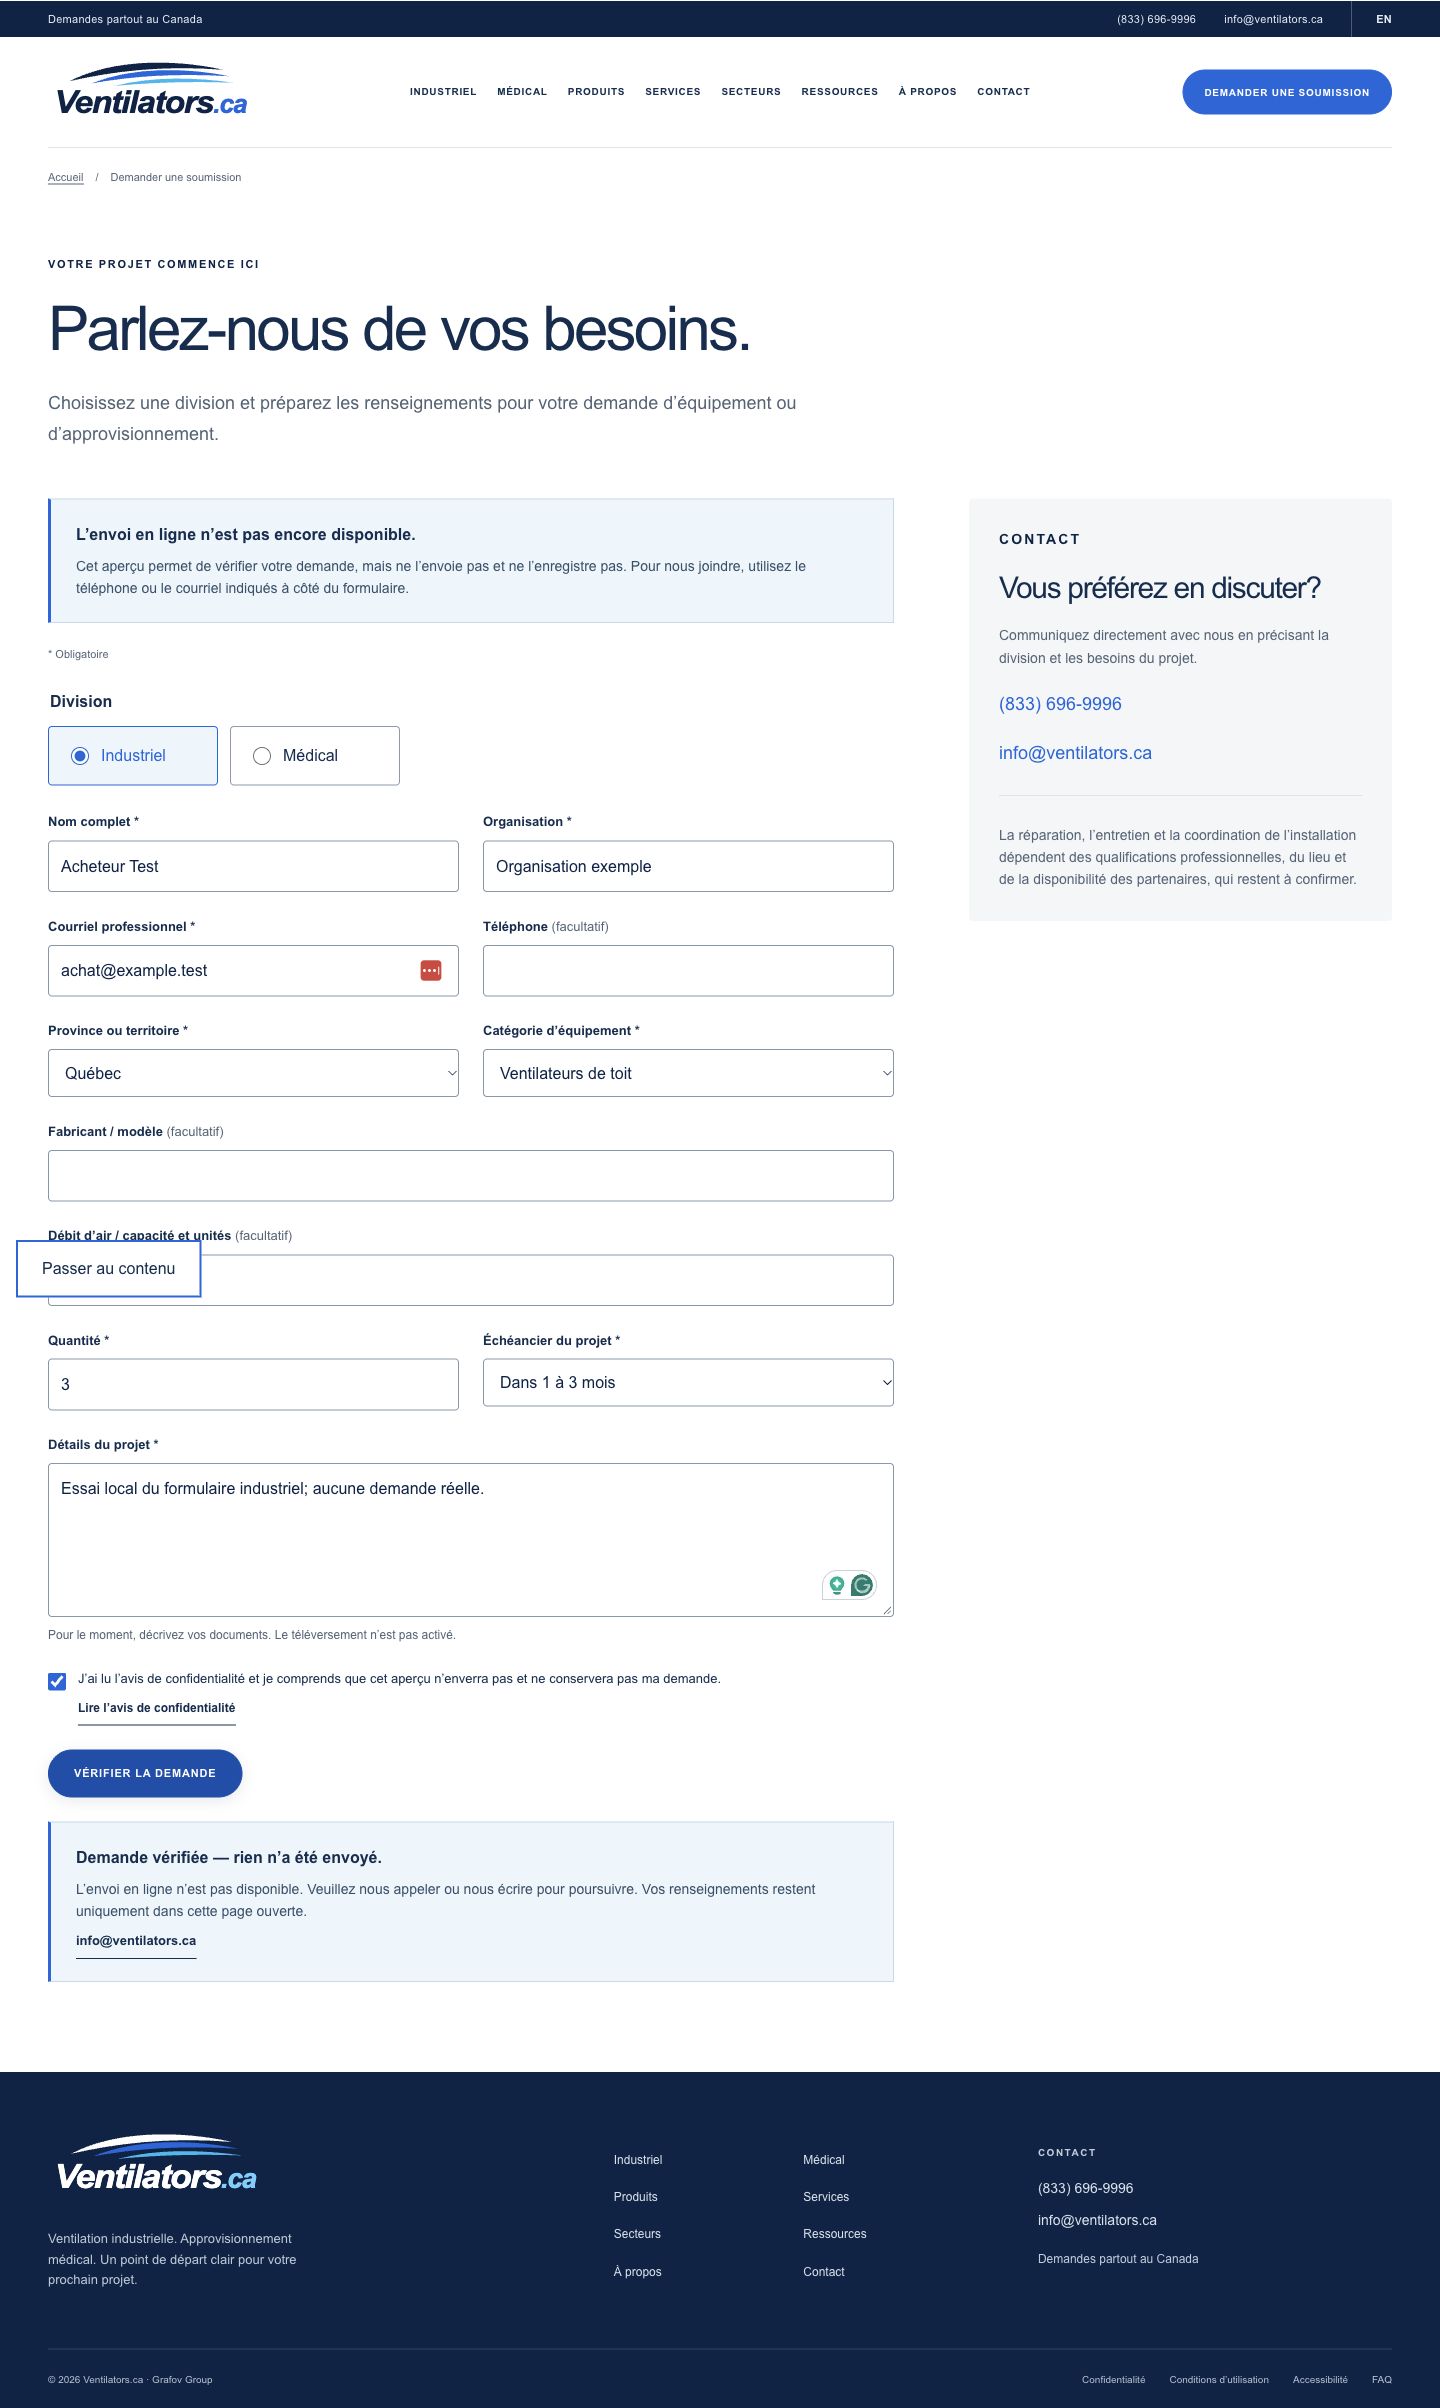 Demandes partout au Canada
(833) 696-9996
info@ventilators.ca
EN
Ventilators.ca
INDUSTRIEL
MÉDICAL
PRODUITS
SERVICES
SECTEURS
RESSOURCES
À PROPOS
CONTACT
DEMANDER UNE SOUMISSION
Accueil / Demander une soumission
VOTRE PROJET COMMENCE ICI
Parlez-nous de vos besoins.
Choisissez une division et préparez les renseignements pour votre demande d’équipement ou
d’approvisionnement.
L’envoi en ligne n’est pas encore disponible.
Cet aperçu permet de vérifier votre demande, mais ne l’envoie pas et ne l’enregistre pas. Pour nous joindre, utilisez le
téléphone ou le courriel indiqués à côté du formulaire.
* Obligatoire
Division
Industriel
Médical
Nom complet *
Organisation *
Acheteur Test
Organisation exemple
Courriel professionnel *
Téléphone (facultatif)
achat@example.test
Province ou territoire *
Catégorie d’équipement *
Québec
Ventilateurs de toit
Fabricant / modèle (facultatif)
Débit d’air / capacité et unités (facultatif)
Passer au contenu
Quantité *
Échéancier du projet *
3
Dans 1 à 3 mois
Détails du projet *
Essai local du formulaire industriel; aucune demande réelle.
Pour le moment, décrivez vos documents. Le téléversement n’est pas activé.
J’ai lu l’avis de confidentialité et je comprends que cet aperçu n’enverra pas et ne conservera pas ma demande.
Lire l’avis de confidentialité
VÉRIFIER LA DEMANDE
Demande vérifiée — rien n’a été envoyé.
L’envoi en ligne n’est pas disponible. Veuillez nous appeler ou nous écrire pour poursuivre. Vos renseignements restent
uniquement dans cette page ouverte.
info@ventilators.ca
CONTACT
Vous préférez en discuter?
Communiquez directement avec nous en précisant la
division et les besoins du projet.
(833) 696-9996
info@ventilators.ca
La réparation, l’entretien et la coordination de l’installation
dépendent des qualifications professionnelles, du lieu et
de la disponibilité des partenaires, qui restent à confirmer.
Ventilators.ca
Ventilation industrielle. Approvisionnement
médical. Un point de départ clair pour votre
prochain projet.
Industriel
Médical
Produits
Services
Secteurs
Ressources
À propos
Contact
CONTACT
(833) 696-9996
info@ventilators.ca
Demandes partout au Canada
© 2026 Ventilators.ca · Grafov Group
Confidentialité
Conditions d’utilisation
Accessibilité
FAQ